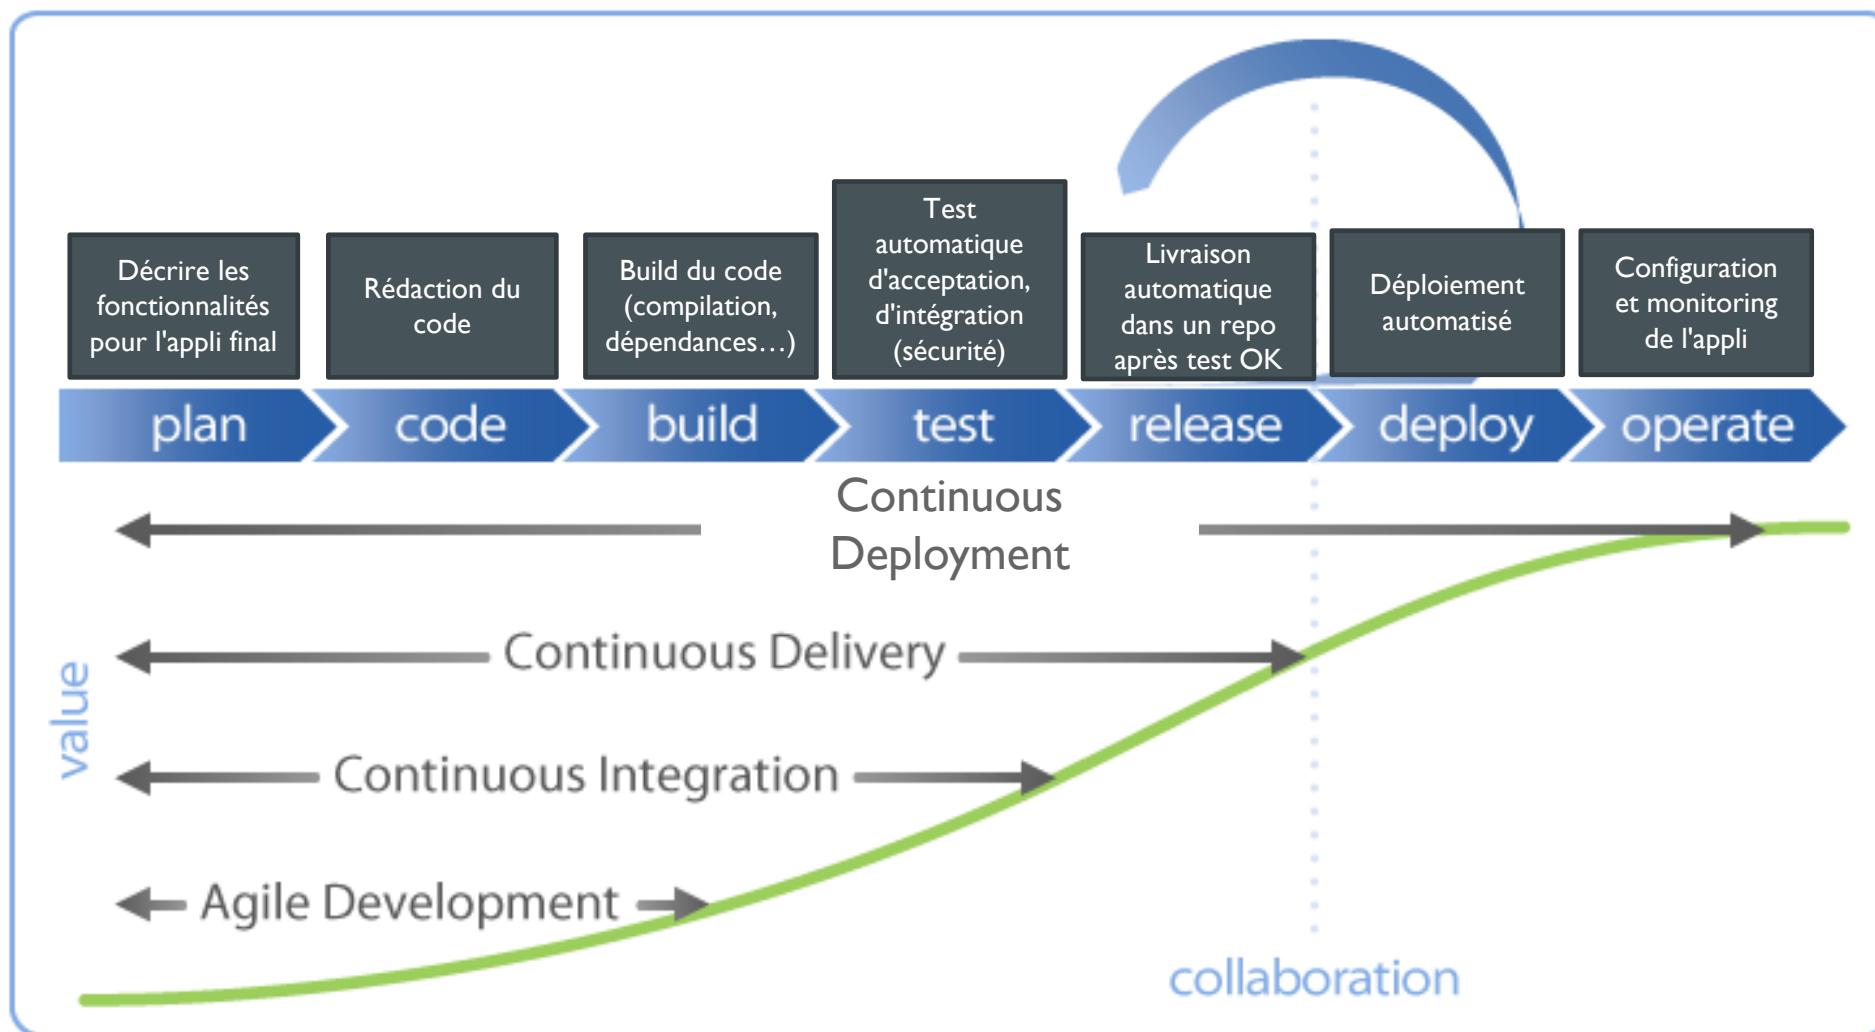 Décrire les
fonctionnalités
pour l'appli final
Rédaction du
code
Build du code
(compilation,
dépendances…)
Test
automatique
d'acceptation,
d'intégration
(sécurité)
Livraison
automatique
dans un repo
après test OK
Déploiement
automatisé
Configuration
et monitoring
de l'appli
plan
code
build
test
release
deploy
operate
Continuous
Deployment
Continuous Delivery
Continuous Integration
Agile Development
value
collaboration